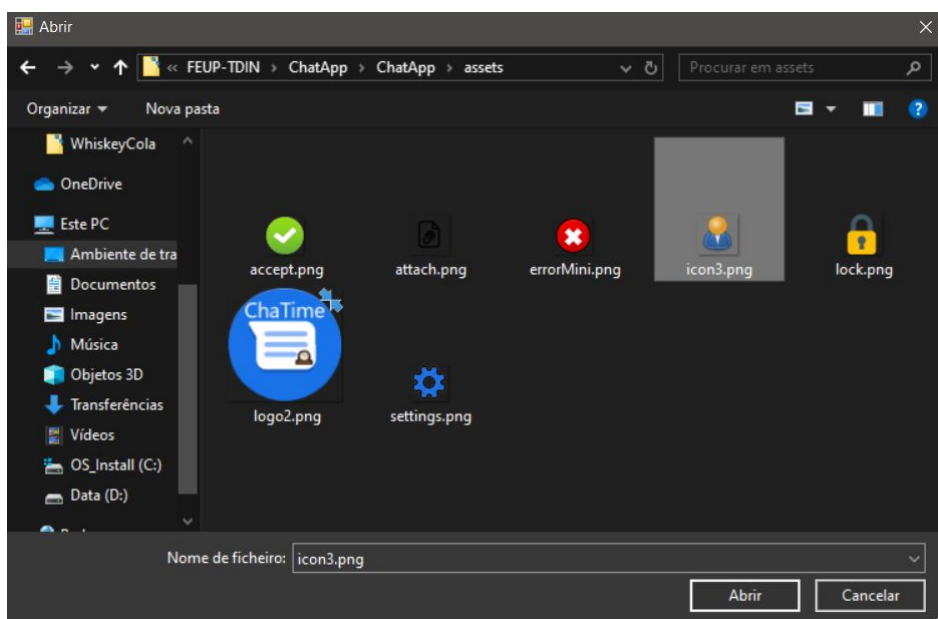 Abrir
« FEUP-TDIN › ChatApp › ChatApp › assets
Procurar em assets
Organizar
Nova pasta
WhiskeyCola
OneDrive
Este PC
Ambiente de tra
Documentos
Imagens
Música
Objetos 3D
Transferências
Vídeos
OS_Install (C:)
Data (D:)
accept.png
attach.png
errorMini.png
icon3.png
lock.png
ChaTime
logo2.png
settings.png
Nome de ficheiro: icon3.png
Abrir
Cancelar